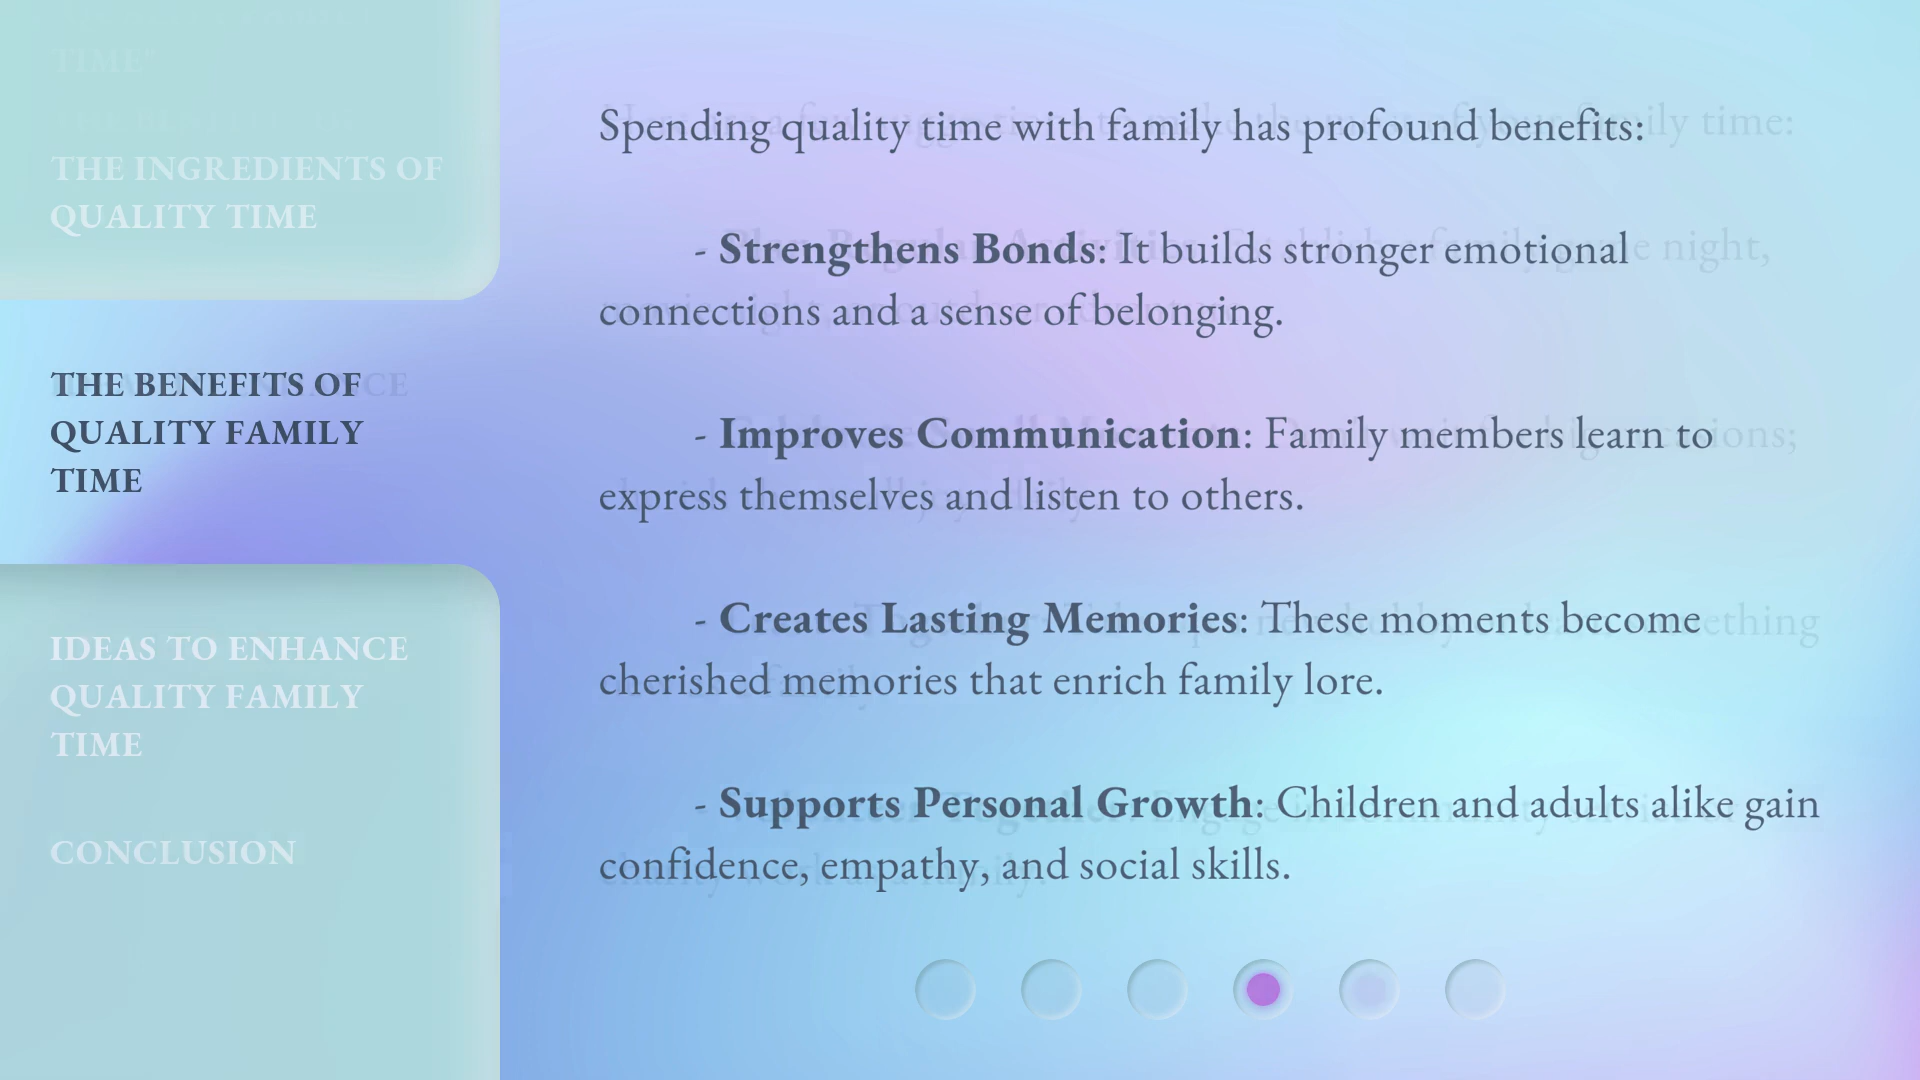 TIME"
THE INGREDIENTS OF
QUALITY TIME
THE BENEFITS OF
QUALITY FAMILY
TIME
IDEAS TO ENHANCE
QUALITY FAMILY
TIME
CONCLUSION
Spending quality time with family has profound benefits:
- Strengthens Bonds: It builds stronger emotional
connections and a sense of belonging.
- Improves Communication: Family members learn to
express themselves and listen to others.
- Creates Lasting Memories: These moments become
cherished memories that enrich family lore.
- Supports Personal Growth: Children and adults alike gain
confidence, empathy, and social skills.